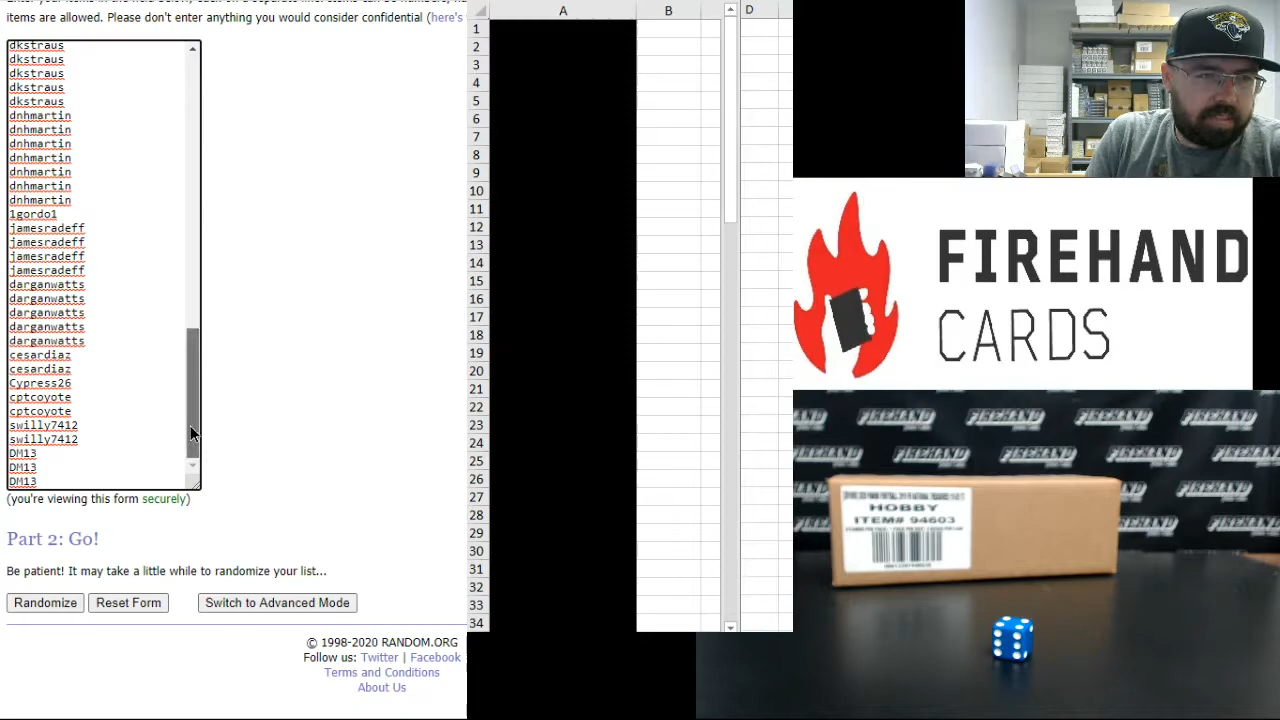 items are allowed. Please don't enter anything you would consider confidential (here's
dkstraus
dkstraus
dkstraus
dkstraus
dkstraus
dnhmartin
dnhmartin
dnhmartin
dnhmartin
dnhmartin
dnhmartin
dnhmartin
1gordo1
jamesradeff
jamesradeff
jamesradeff
jamesradeff
darganwatts
darganwatts
darganwatts
darganwatts
darganwatts
cesardiaz
cesardiaz
Cypress26
cptcoyote
cptcoyote
swilly7412
swilly7412
DM13
DM13
DM13
(you're viewing this form securely)
Part 2: Go!
Be patient! It may take a little while to randomize your list...
Randomize
Reset Form
Switch to Advanced Mode
© 1998-2020 RANDOM.ORG
Follow us: Twitter | Facebook
Terms and Conditions
About Us
A B D
1
2
3
4
5
6
7
8
9
10
11
12
13
14
15
16
17
18
19
20
21
22
23
24
25
26
27
28
29
30
31
32
33
34
FIREHAND
CARDS
FIREHAND FIREHAND FIREHAND FIREHAND
FIREHAND
HOBBY
ITEM# 94603